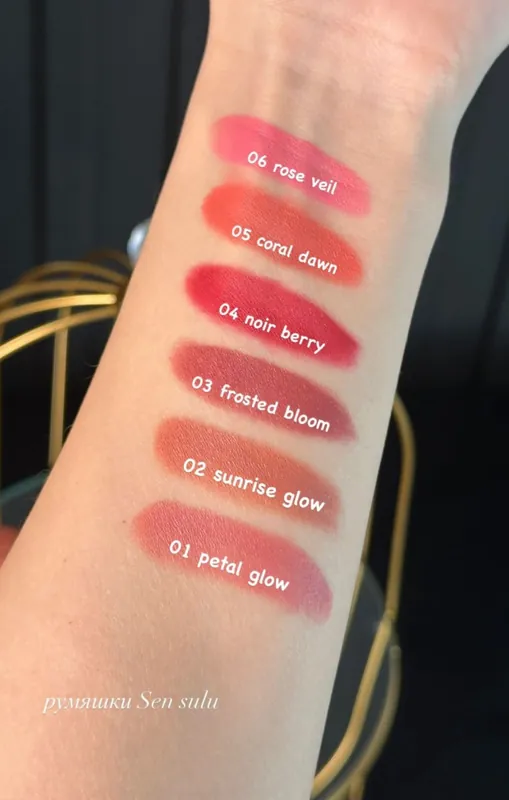 06 rose veil
05 coral dawn
04 noir berry
03 frosted bloom
02 sunrise glow
01 petal glow
румяшки Sen sulu